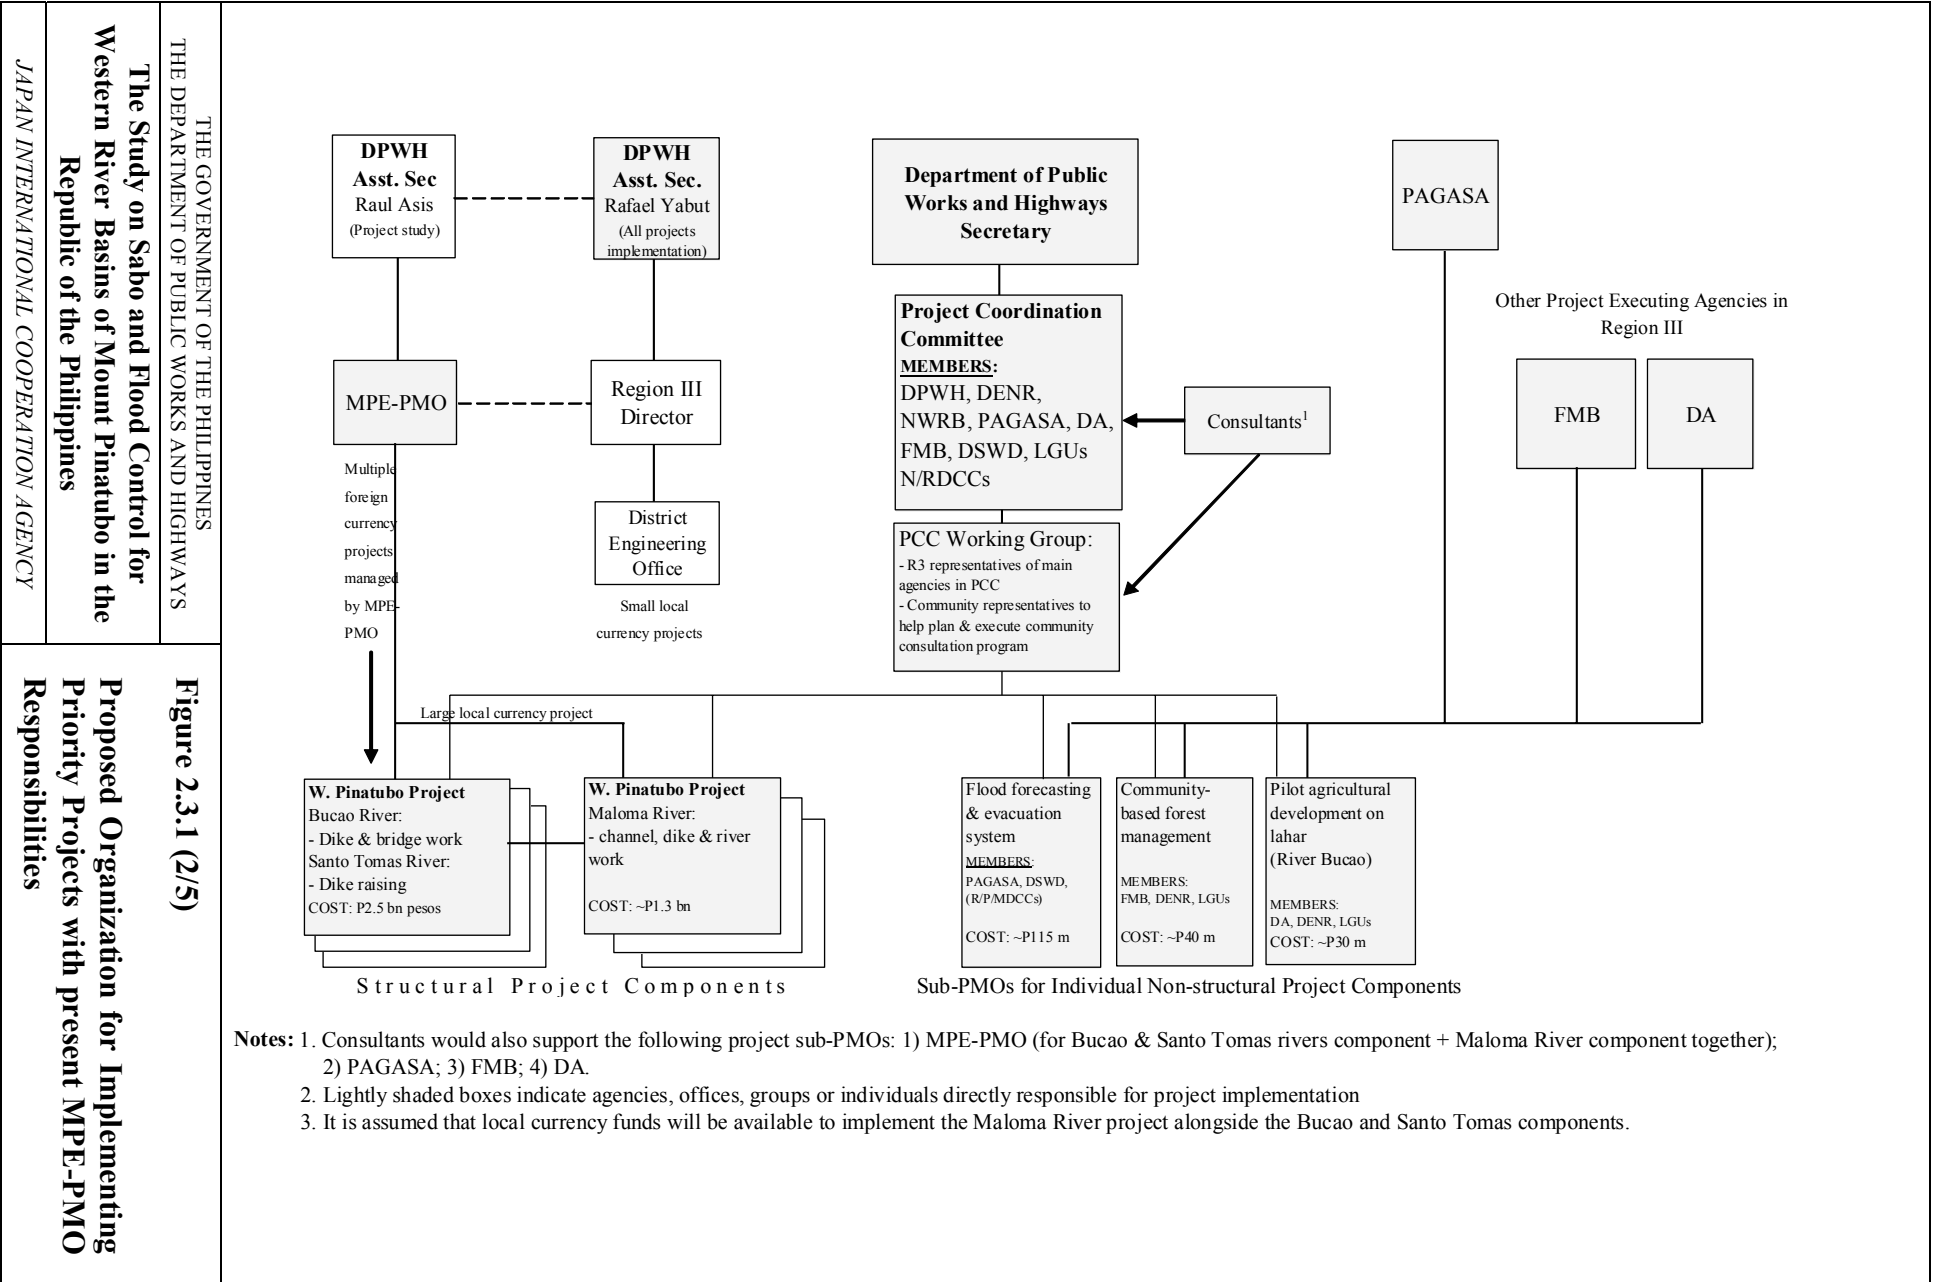 THE GOVERNMENT OF THE PHILIPPINES
THE DEPARTMENT OF PUBLIC WORKS AND HIGHWAYS
The Study on Sabo and Flood Control for
Western River Basins of Mount Pinatubo in the
Republic of the Philippines
JAPAN INTERNATIONAL COOPERATION AGENCY
Figure 2.3.1 (2/5)
Proposed Organization for Implementing
Priority Projects with present MPE-PMO
Responsibilities
DPWH
Asst. Sec
Raul Asis
(Project study)
DPWH
Asst. Sec.
Rafael Yabut
(All projects
implementation)
Department of Public
Works and Highways
Secretary
PAGASA
Other Project Executing Agencies in
Region III
MPE-PMO
Region III
Director
Project Coordination
Committee
MEMBERS:
DPWH, DENR,
NWRB, PAGASA, DA,
FMB, DSWD, LGUs
N/RDCCs
Consultants1
FMB
DA
Multiple
foreign
currency
projects
managed
by MPE-
PMO
District
Engineering
Office
Small local
currency projects
PCC Working Group:
- R3 representatives of main
agencies in PCC
- Community representatives to
help plan & execute community
consultation program
Large local currency project
W. Pinatubo Project
Bucao River:
- Dike & bridge work
Santo Tomas River:
- Dike raising
COST: P2.5 bn pesos
W. Pinatubo Project
Maloma River:
- channel, dike & river
work
COST: ~P1.3 bn
Flood forecasting
& evacuation
system
MEMBERS:
PAGASA, DSWD,
(R/P/MDCCs)
COST: ~P115 m
Community-
based forest
management
MEMBERS:
FMB, DENR, LGUs
COST: ~P40 m
Pilot agricultural
development on
lahar
(River Bucao)
MEMBERS:
DA, DENR, LGUs
COST: ~P30 m
Structural Project Components
Sub-PMOs for Individual Non-structural Project Components
Notes: 1. Consultants would also support the following project sub-PMOs: 1) MPE-PMO (for Bucao & Santo Tomas rivers component + Maloma River component together);
2) PAGASA; 3) FMB; 4) DA.
2. Lightly shaded boxes indicate agencies, offices, groups or individuals directly responsible for project implementation
3. It is assumed that local currency funds will be available to implement the Maloma River project alongside the Bucao and Santo Tomas components.